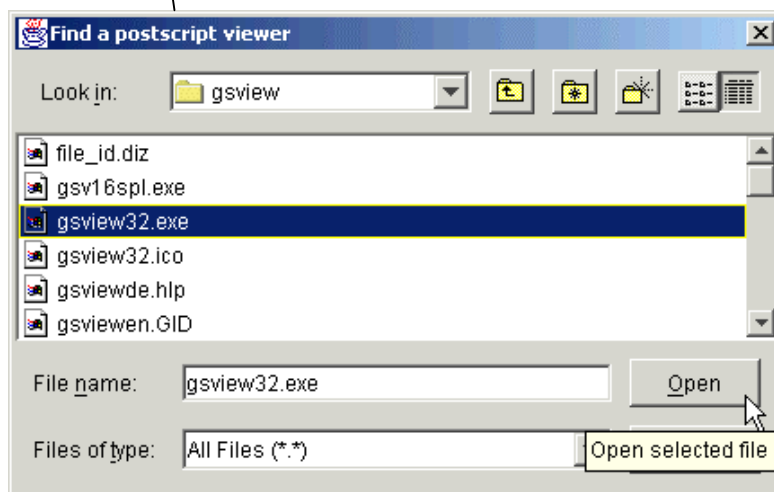 Find a postscript viewer
Look in: gsview
file_id.diz
gsv16spl.exe
gsview32.exe
gsview32.ico
gsviewde.hlp
gsviewen.GID
File name: gsview32.exe Open
Files of type: All Files (*.*) Open selected file